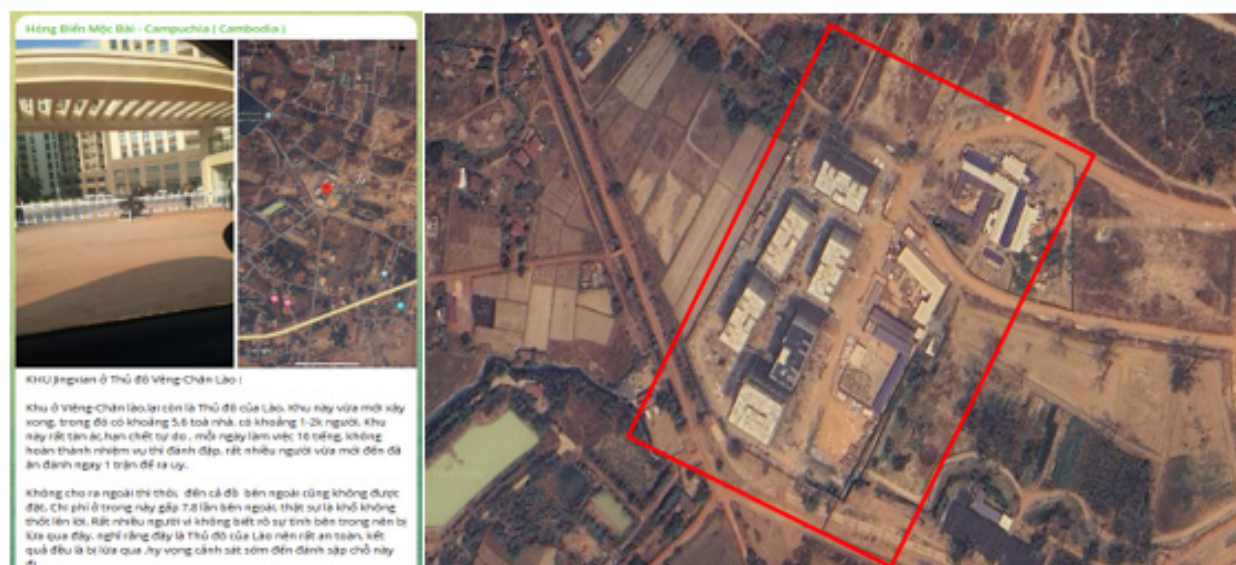 Hóng Biến Mộc Bài - Campuchia ( Cambodia )
KHU Jingxian ở Thủ đô Vêng-Chăn Lào :
Khu ở Viêng-Chăn lào,lại còn là Thủ đô của Lào. Khu này vừa mới xây
xong, trong đó có khoảng 5,6 toà nhà, có khoảng 1-2k người. Khu
này rất tàn ác,hạn chết tự do , mỗi ngày làm việc 16 tiếng, không
hoàn thành nhiệm vụ thì đánh đập, rất nhiều người vừa mới đến đã
ăn đánh ngay 1 trận để ra uy.
Không cho ra ngoài thì thôi, đến cả đồ bên ngoài cũng không được
đặt, Chi phí ở trong này gấp 7.8 lần bên ngoài, thật sự là khổ không
thốt lên lời. Rất nhiều người vì không biết rõ sự tình bên trong nên bị
lừa qua đây, nghĩ rằng đây là Thủ đô của Lào nên rất an toàn, kết
quả đều là bị lừa qua ,hy vọng cảnh sát sớm đến đánh sập chỗ này
đi